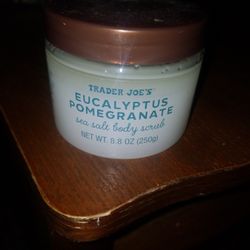 TRADER JOE'S
EUCALYPTUS
POMEGRANATE
sea salt body scrub
NET WT. 8.8 OZ (250g)